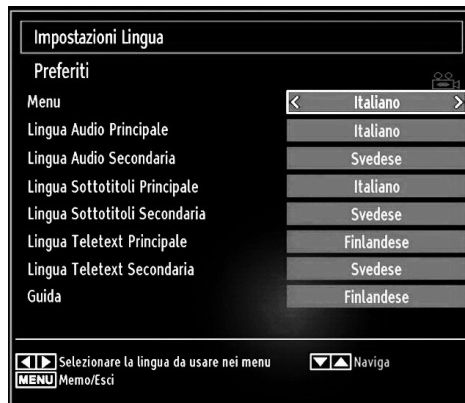 Impostazioni Lingua
Preferiti
Menu Italiano
Lingua Audio Principale Italiano
Lingua Audio Secondaria Svedese
Lingua Sottotitoli Principale Italiano
Lingua Sottotitoli Secondaria Svedese
Lingua Teletext Principale Finlandese
Lingua Teletext Secondaria Svedese
Guida Finlandese
Selezionare la lingua da usare nei menu Naviga
MENU Memo/Esci